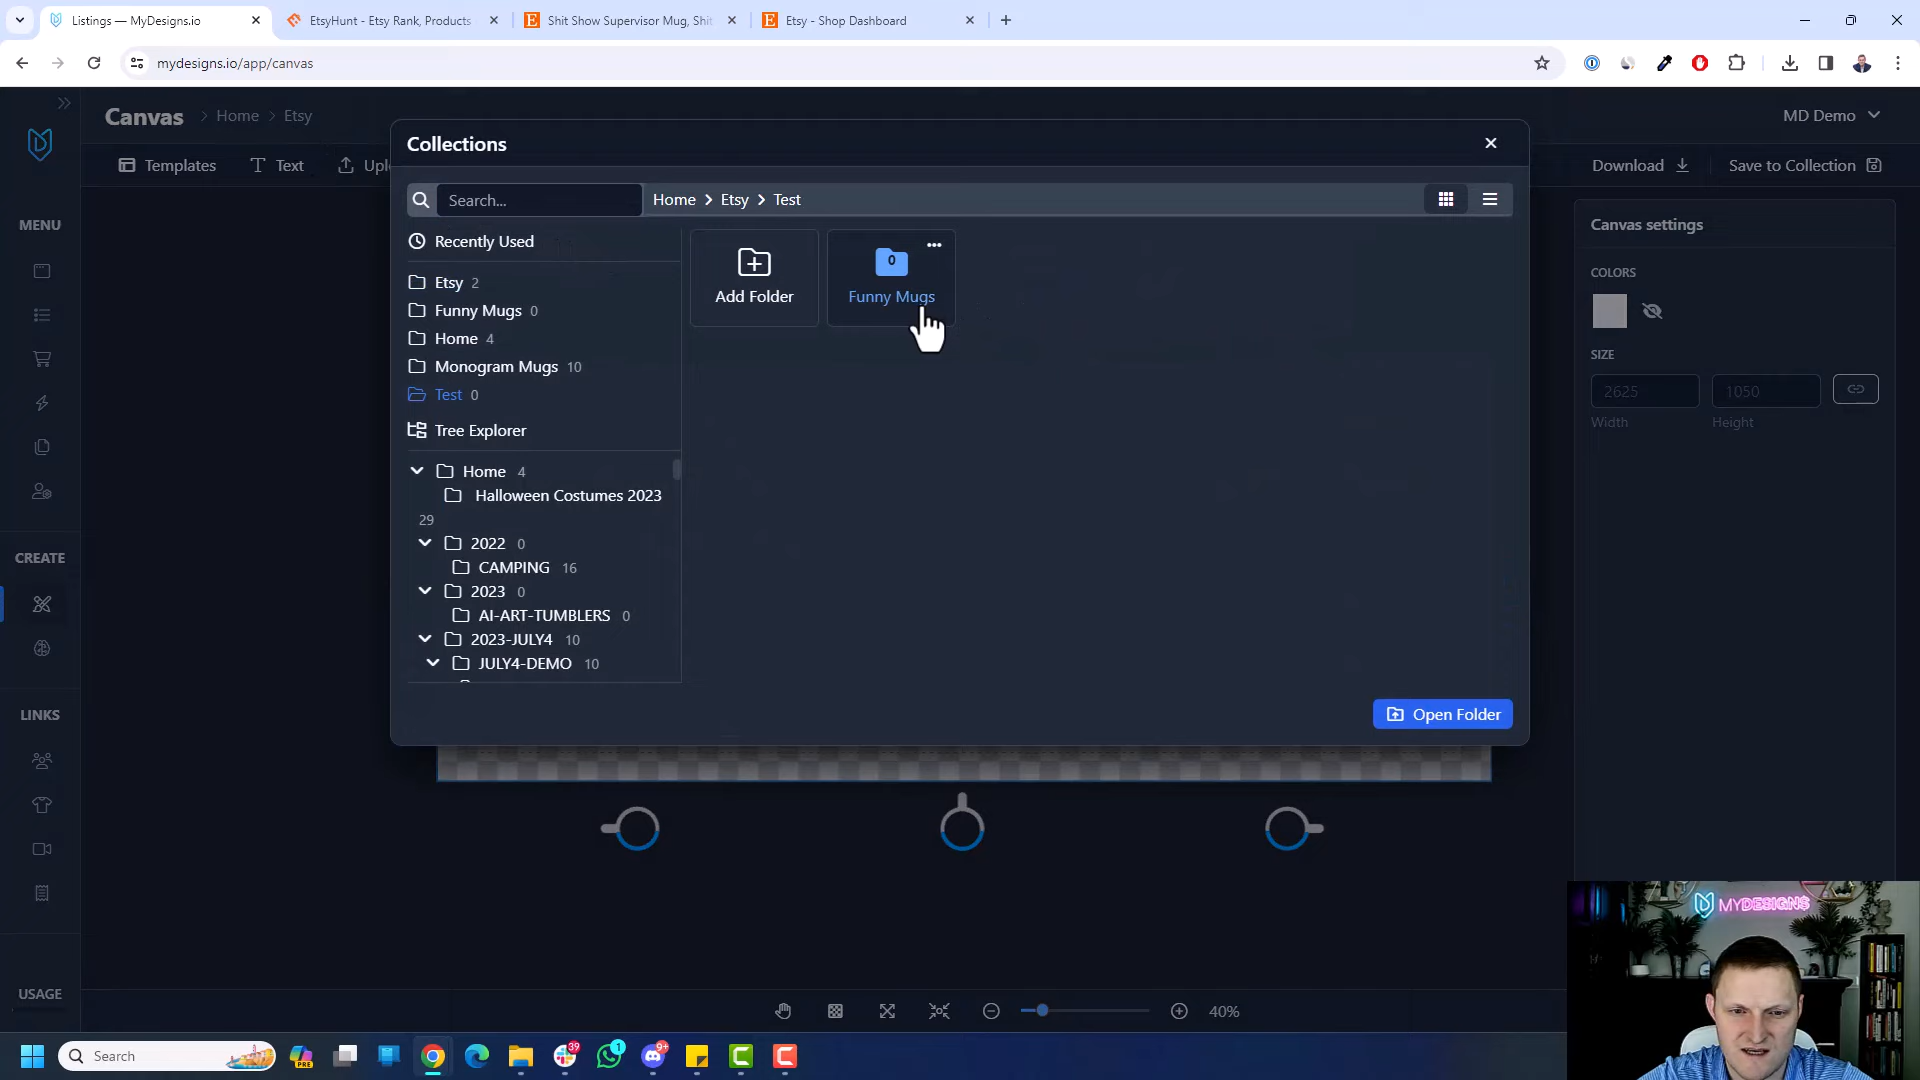 Listings — MyDesigns.io
EtsyHunt - Etsy Rank, Products
Shit Show Supervisor Mug, Shit
Etsy - Shop Dashboard
mydesigns.io/app/canvas
Canvas > Home > Etsy
MD Demo
Templates
Text
Uplo
Download
Save to Collection
Collections
Search...
Home > Etsy > Test
Recently Used
Etsy 2
Funny Mugs 0
Home 4
Monogram Mugs 10
Test 0
Tree Explorer
Home 4
Halloween Costumes 2023
29
2022 0
CAMPING 16
2023 0
AI-ART-TUMBLERS 0
2023-JULY4 10
JULY4-DEMO 10
Add Folder
0
Funny Mugs
Open Folder
MENU
CREATE
LINKS
USAGE
Canvas settings
COLORS
SIZE
2625
1050
Width
Height
40%
MYDESIGNS
Search
PRE
39
1
9+